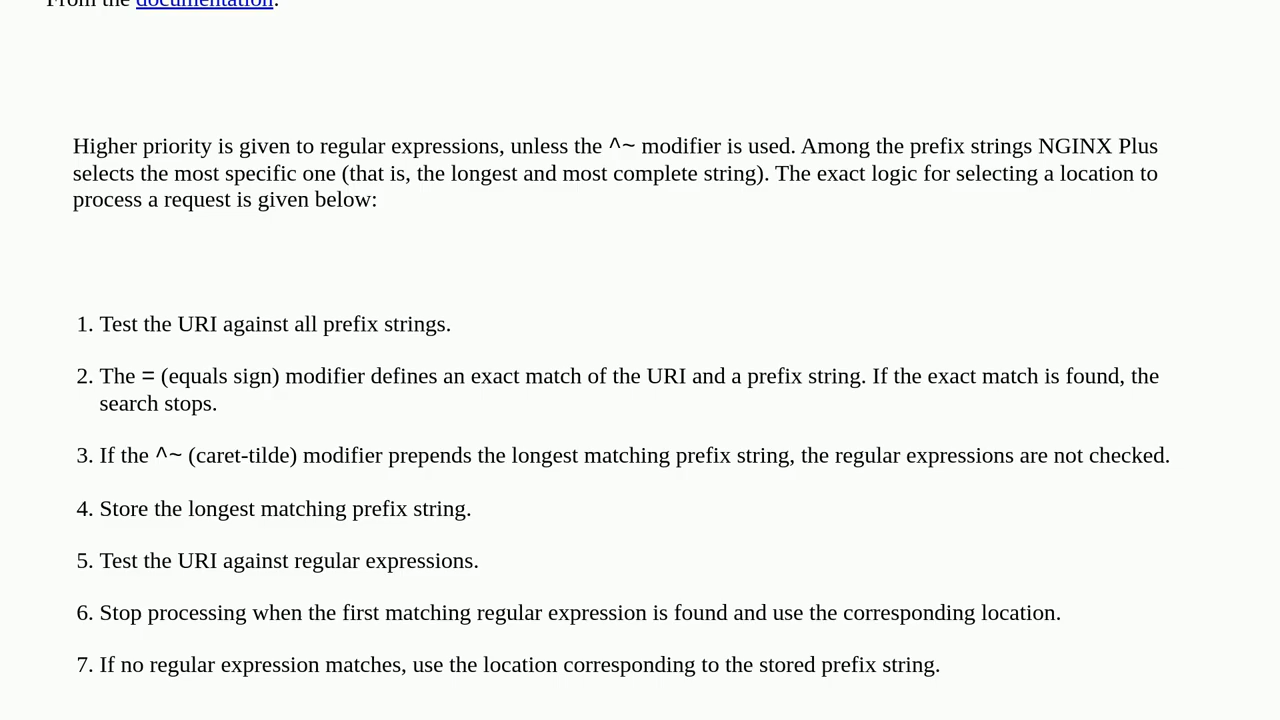 From the documentation:
Higher priority is given to regular expressions, unless the ^~ modifier is used. Among the prefix strings NGINX Plus
selects the most specific one (that is, the longest and most complete string). The exact logic for selecting a location to
process a request is given below:
1. Test the URI against all prefix strings.
2. The = (equals sign) modifier defines an exact match of the URI and a prefix string. If the exact match is found, the
search stops.
3. If the ^~ (caret-tilde) modifier prepends the longest matching prefix string, the regular expressions are not checked.
4. Store the longest matching prefix string.
5. Test the URI against regular expressions.
6. Stop processing when the first matching regular expression is found and use the corresponding location.
7. If no regular expression matches, use the location corresponding to the stored prefix string.